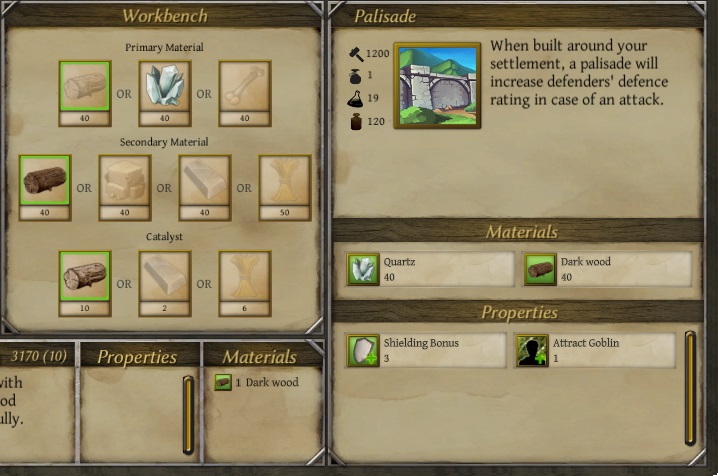 Workbench
Primary Material
OR OR
40 40 40
Secondary Material
OR OR OR
40 40 40 50
Catalyst
OR OR
10 2 6
3170 (10)
with
od
ully.
Properties
Materials
1 Dark wood
Palisade
1200
1
19
120
When built around your
settlement, a palisade will
increase defenders' defence
rating in case of an attack.
Materials
Quartz
40
Dark wood
40
Properties
Shielding Bonus
3
Attract Goblin
1